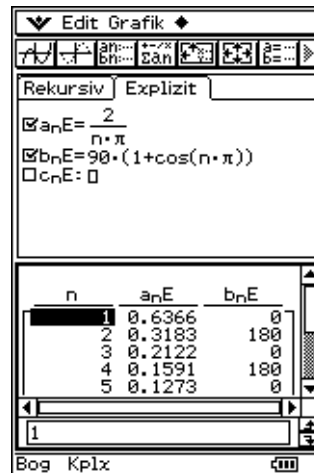 Edit Grafik
Rekursiv Explizit
aₙE=2/(n·π)
bₙE=90·(1+cos(n·π))
cₙE:
n aₙE bₙE
1 0.6366 0
2 0.3183 180
3 0.2122 0
4 0.1591 180
5 0.1273 0
1
Bog Kplx